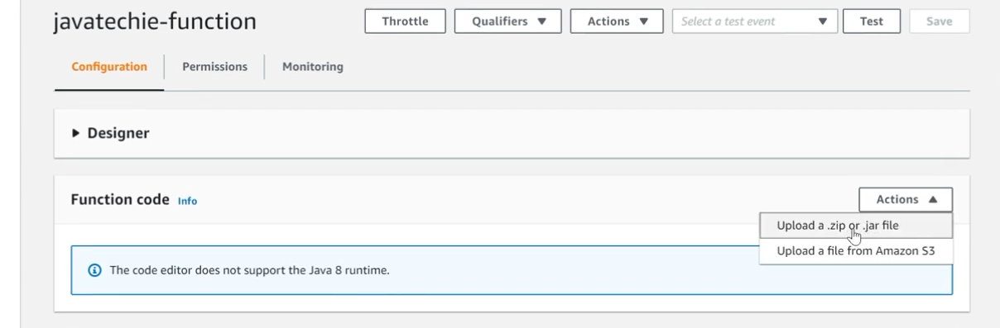 javatechie-function
Throttle
Qualifiers
Actions
Select a test event
Test
Save
Configuration
Permissions
Monitoring
Designer
Function code Info
Actions
Upload a .zip or .jar file
Upload a file from Amazon S3
The code editor does not support the Java 8 runtime.